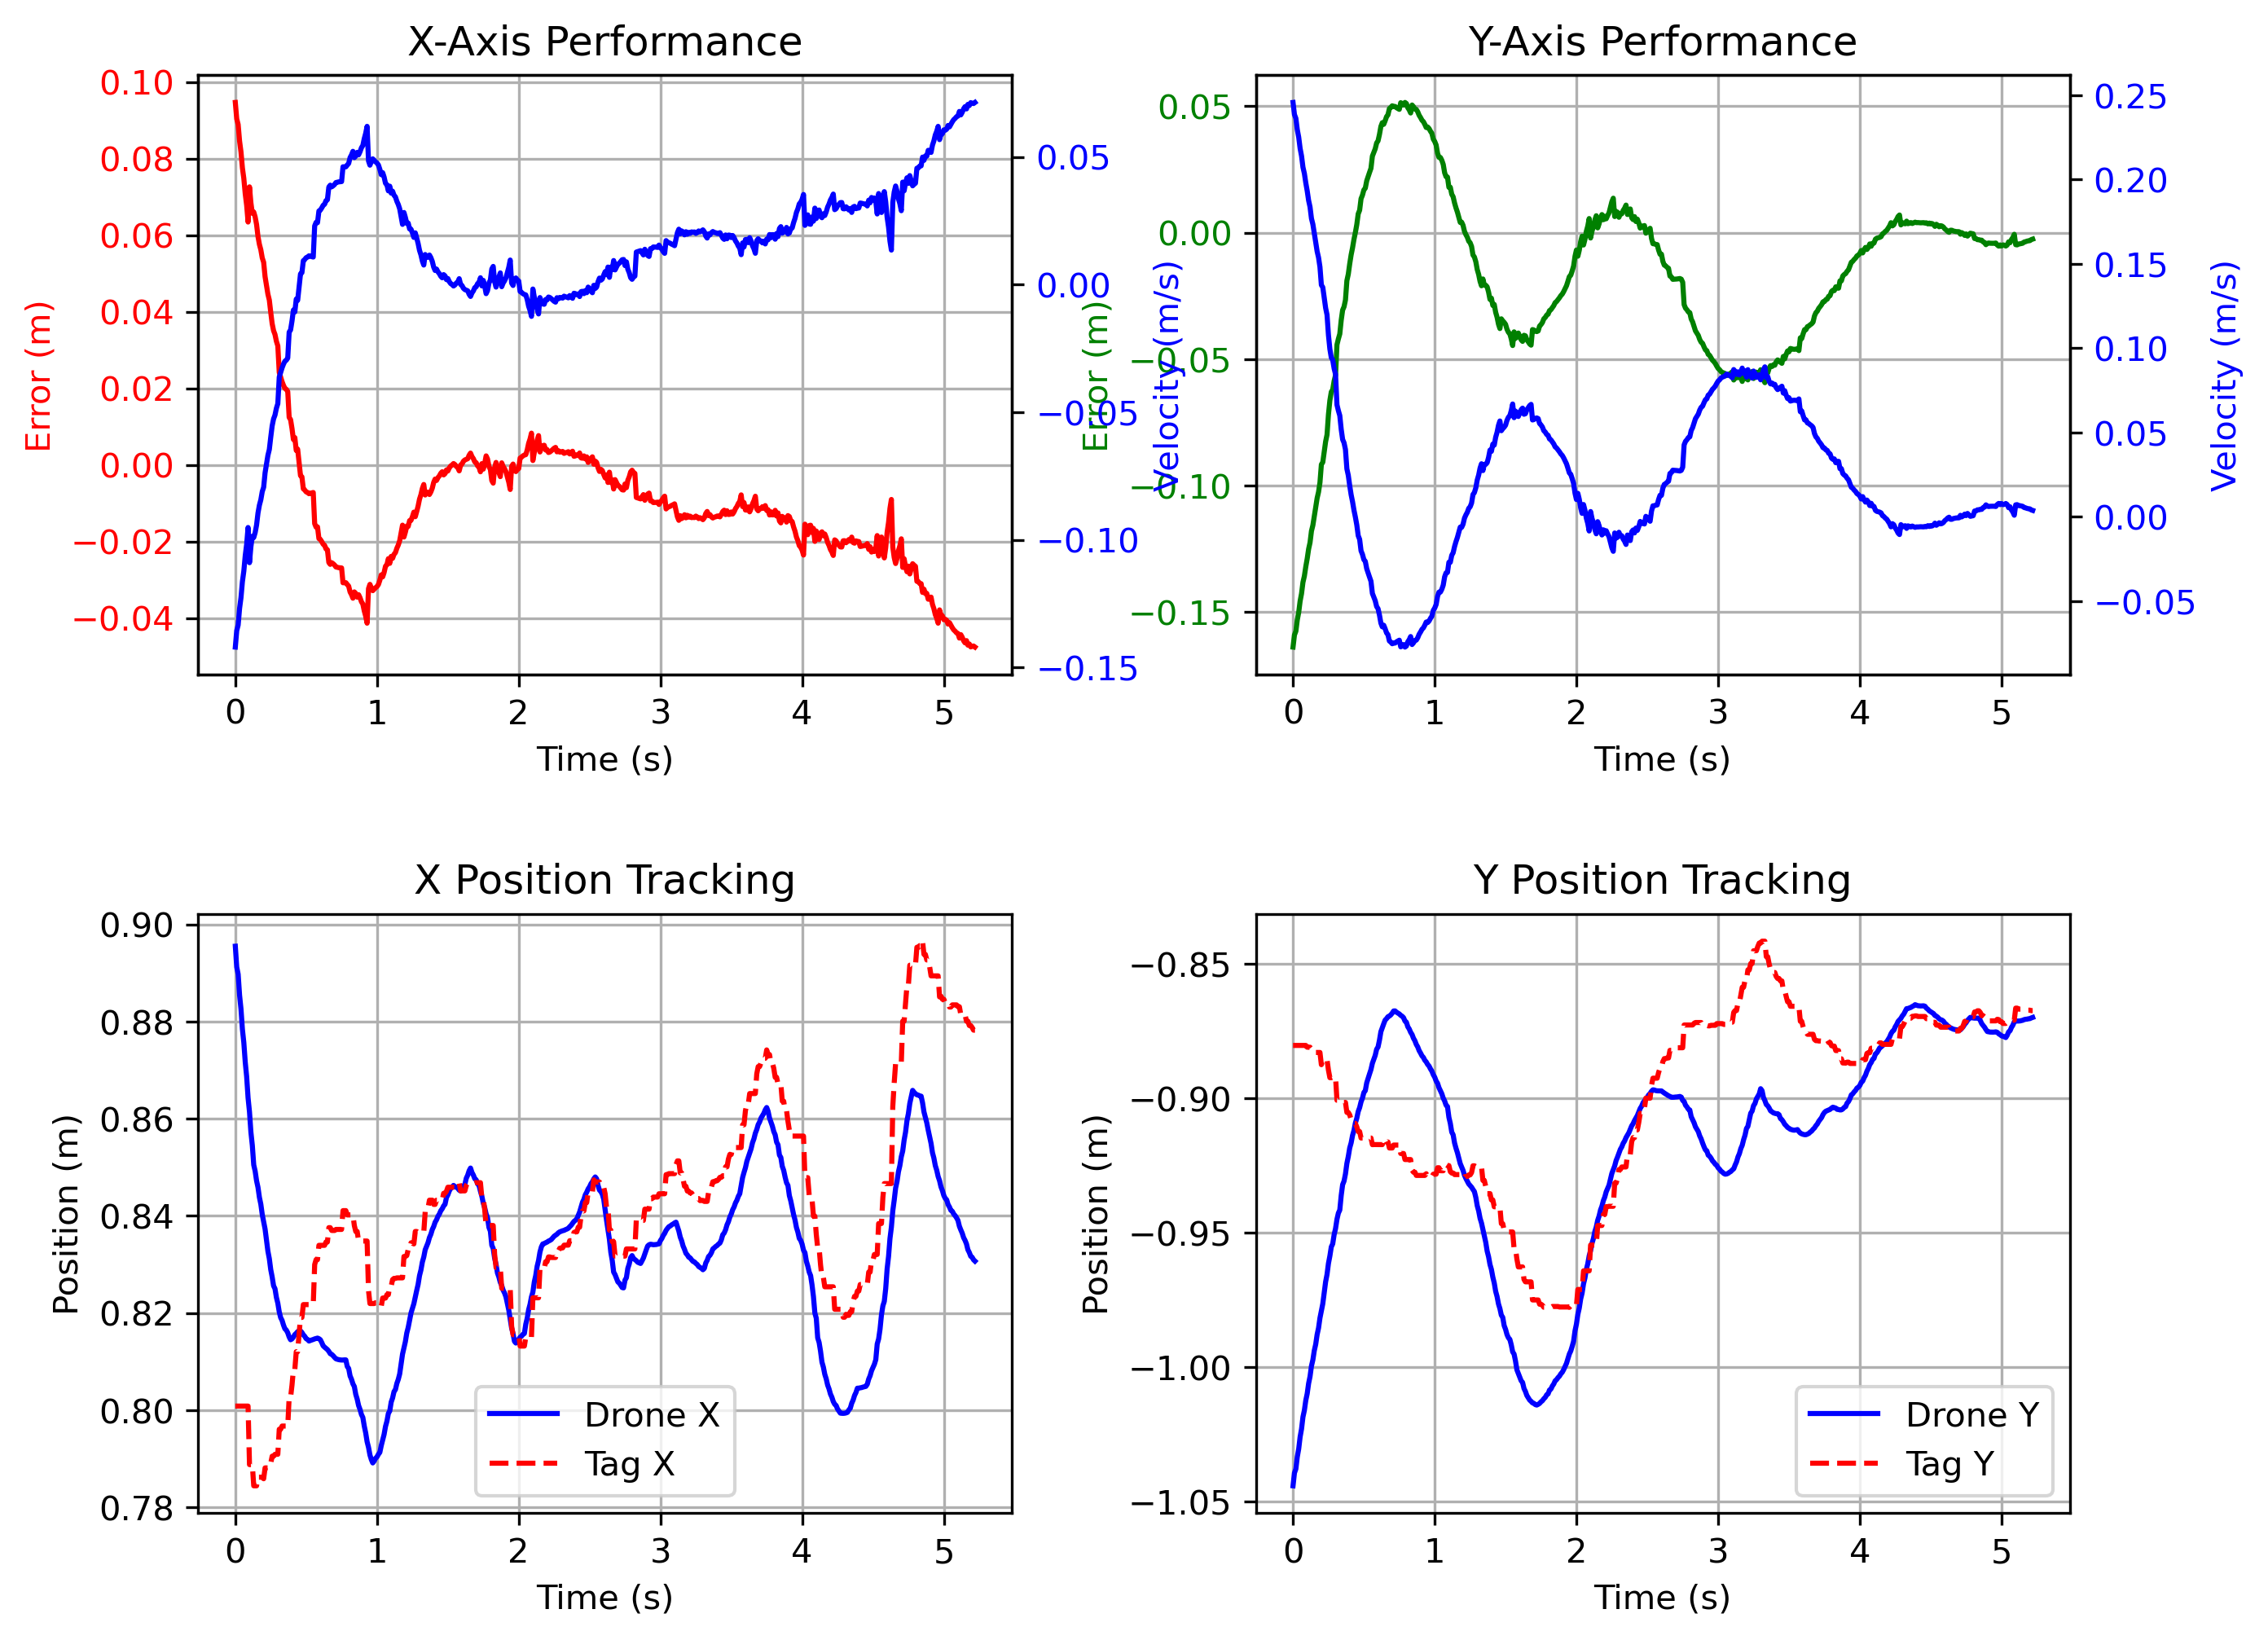 X-Axis Performance
0.10
0.08
0.06
0.04
0.02
0.00
−0.02
−0.04
Error (m)
0.05
0.00
−0.05
−0.10
−0.15
Velocity (m/s)
0 1 2 3 4 5
Time (s)
Y-Axis Performance
0.05
0.00
−0.05
−0.10
−0.15
Error (m)
0.25
0.20
0.15
0.10
0.05
0.00
−0.05
Velocity (m/s)
0 1 2 3 4 5
Time (s)
X Position Tracking
0.90
0.88
0.86
0.84
0.82
0.80
0.78
Position (m)
Drone X
Tag X
0 1 2 3 4 5
Time (s)
Y Position Tracking
−0.85
−0.90
−0.95
−1.00
−1.05
Position (m)
Drone Y
Tag Y
0 1 2 3 4 5
Time (s)